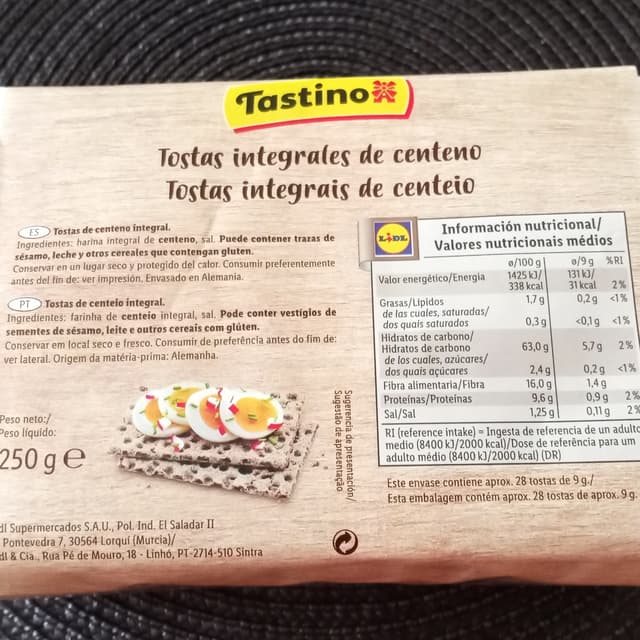 Tastino
Tostas integrales de centeno
Tostas integrais de centeio
ES Tostas de centeno integral.
Ingredientes: harina integral de centeno, sal. Puede contener trazas de
sésamo, leche y otros cereales que contengan gluten.
Conservar en un lugar seco y protegido del calor. Consumir preferentemente
antes del fin de: ver impresión. Envasado en Alemania.
PT Tostas de centeio integral.
Ingredientes: farinha de centeio integral, sal. Pode conter vestígios de
sementes de sésamo, leite e outros cereais com glúten.
Conservar em local seco e fresco. Consumir de preferência antes do fim de:
ver lateral. Origem da matéria-prima: Alemanha.
Peso neto:/
Peso líquido:
250 g e
Sugerencia de presentación/
Sugestão de apresentação
dl Supermercados S.A.U., Pol. Ind. El Saladar II
Pontevedra 7, 30564 Lorquí (Murcia)/
dl & Cia., Rua Pé de Mouro, 18 - Linhó, PT-2714-510 Sintra
LIDL
Información nutricional/
Valores nutricionais médios
ø/100 g ø/9 g %RI
Valor energético/Energia 1425 kJ/ 131 kJ/
338 kcal 31 kcal 2%
Grasas/Lípidos 1,7 g 0,2 g <1%
de las cuales, saturadas/
dos quais saturados 0,3 g <0,1 g <1%
Hidratos de carbono/
Hidratos de carbono 63,0 g 5,7 g 2%
de los cuales, azúcares/
dos quais açúcares 2,4 g 0,2 g <1%
Fibra alimentaria/Fibra 16,0 g 1,4 g
Proteínas/Proteínas 9,6 g 0,9 g 2%
Sal/Sal 1,25 g 0,11 g 2%
RI (reference intake) = Ingesta de referencia de un adulto
medio (8400 kJ/2000 kcal)/Dose de referência para um
adulto médio (8400 kJ/2000 kcal) (DR)
Este envase contiene aprox. 28 tostas de 9 g./
Esta embalagem contém aprox. 28 tostas de aprox. 9 g.